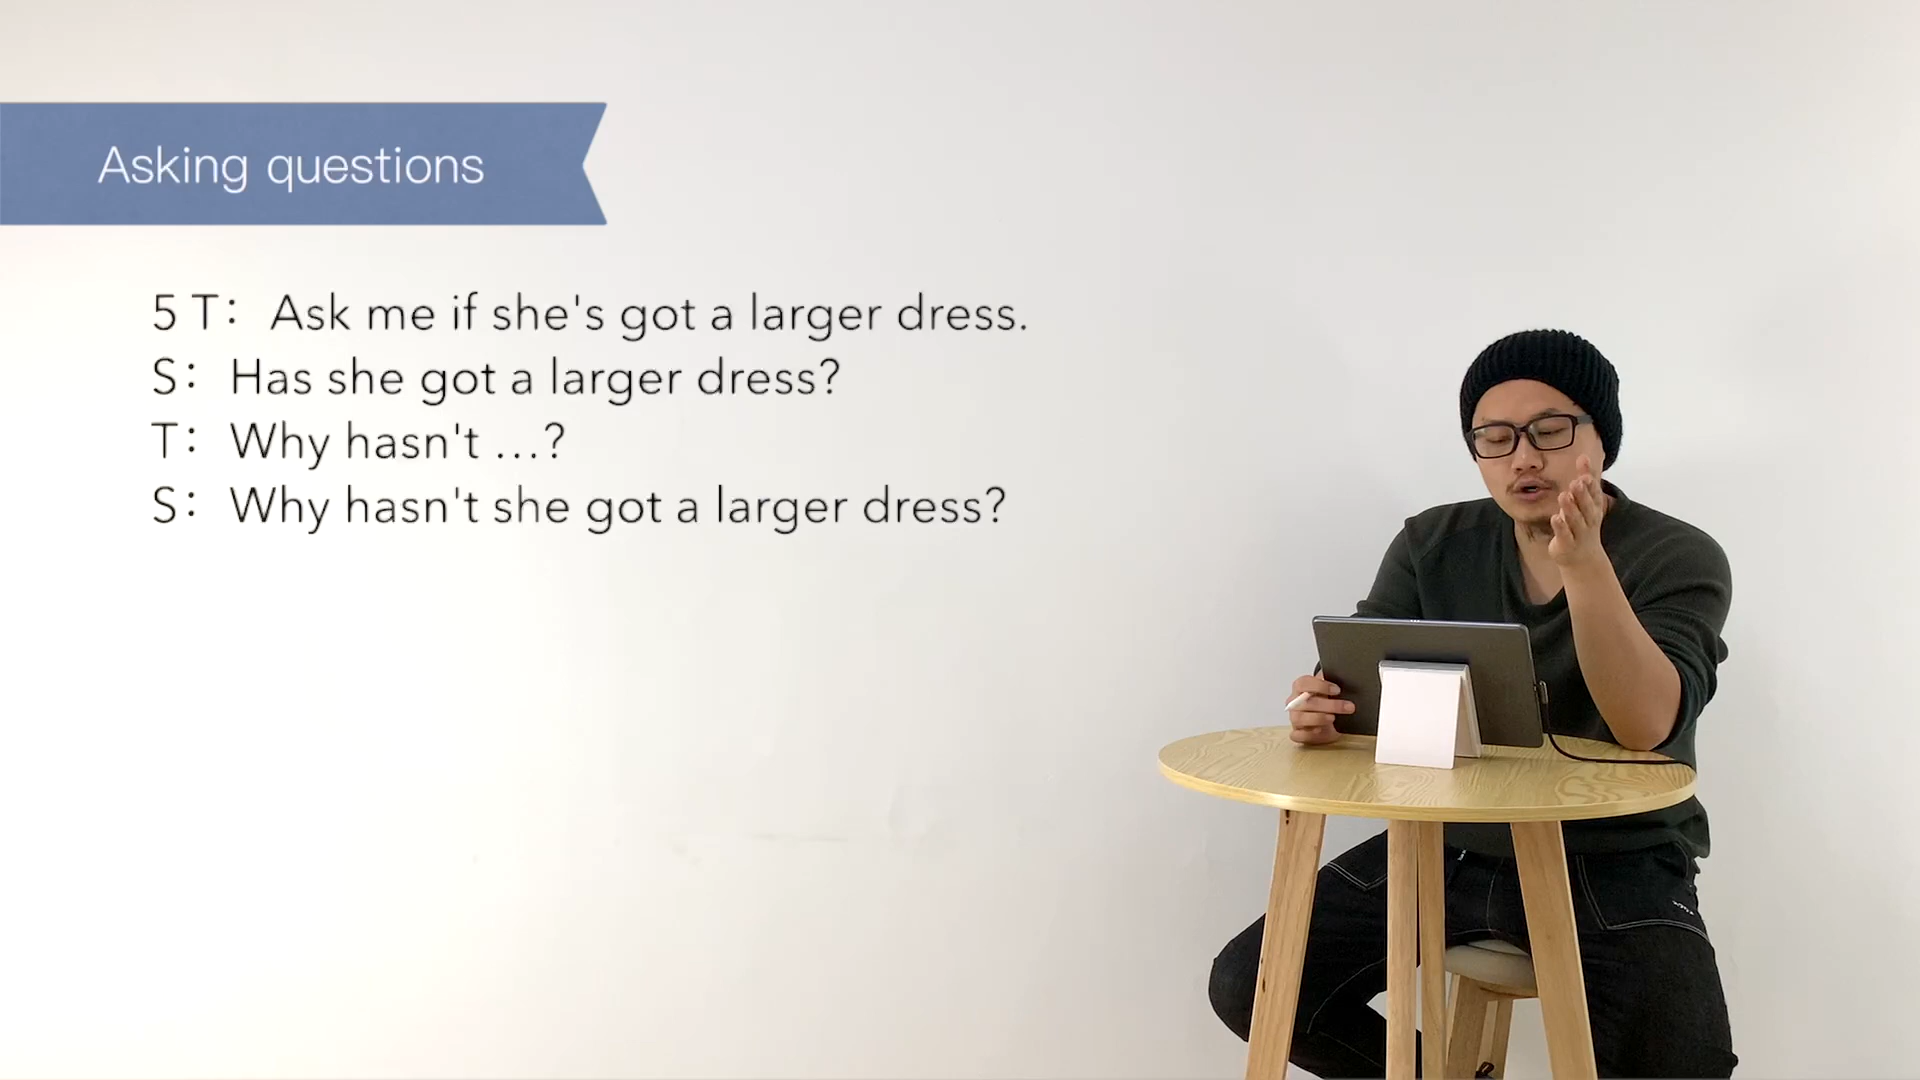 Asking questions
5 T： Ask me if she's got a larger dress.
S： Has she got a larger dress?
T： Why hasn't ...?
S： Why hasn't she got a larger dress?